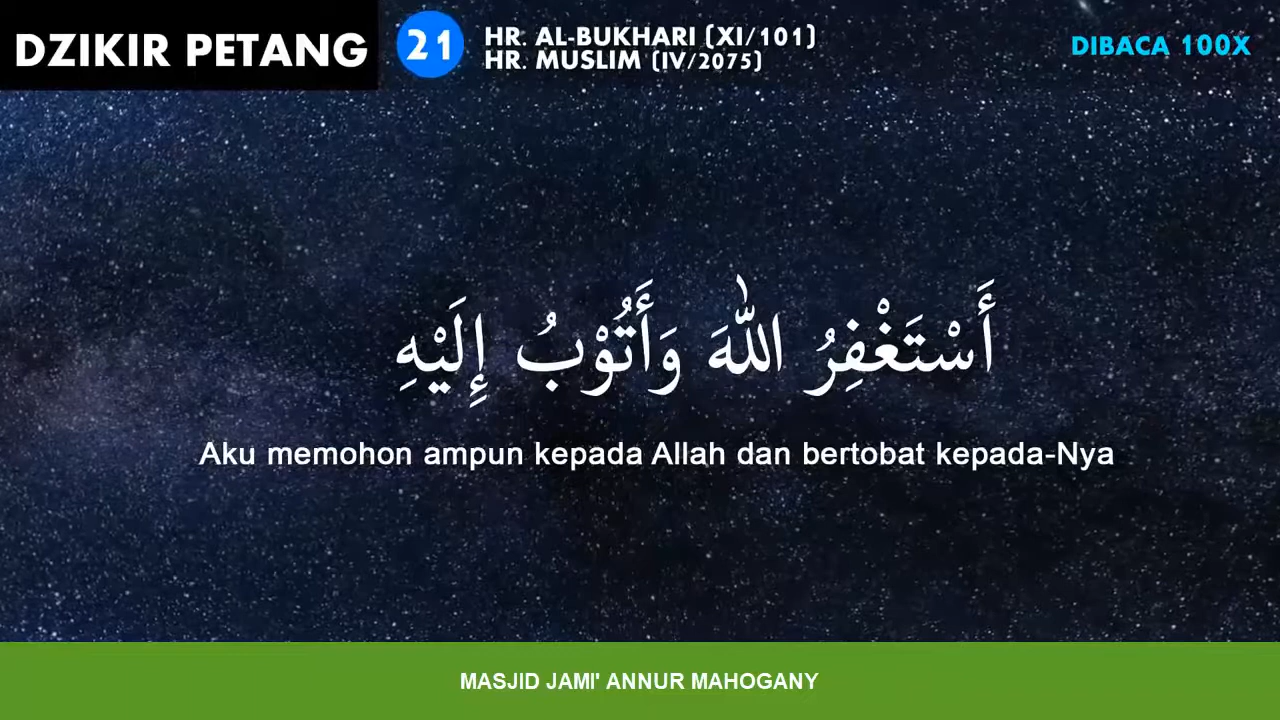 DZIKIR PETANG
21
HR. AL-BUKHARI (XI/101)
HR. MUSLIM (IV/2075)
DIBACA 100X
أَسْتَغْفِرُ اللّٰهَ وَأَتُوْبُ إِلَيْهِ
Aku memohon ampun kepada Allah dan bertobat kepada-Nya
MASJID JAMI' ANNUR MAHOGANY